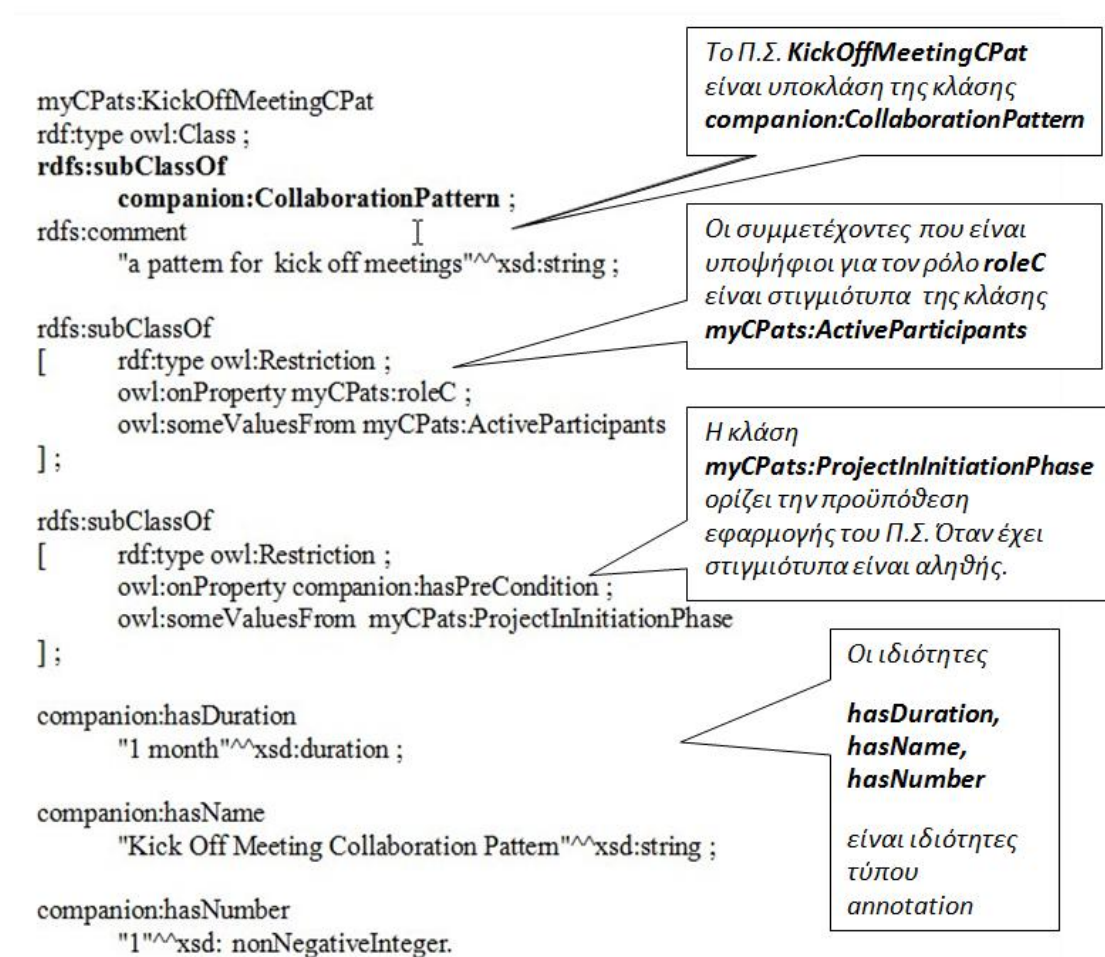 myCPats:KickOffMeetingCPat
rdf:type owl:Class ;
rdfs:subClassOf
companion:CollaborationPattern ;
rdfs:comment
"a pattern for kick off meetings"^^xsd:string ;
rdfs:subClassOf
[ rdf:type owl:Restriction ;
owl:onProperty myCPats:roleC ;
owl:someValuesFrom myCPats:ActiveParticipants
] ;
rdfs:subClassOf
[ rdf:type owl:Restriction ;
owl:onProperty companion:hasPreCondition ;
owl:someValuesFrom myCPats:ProjectInInitiationPhase
] ;
companion:hasDuration
"1 month"^^xsd:duration ;
companion:hasName
"Kick Off Meeting Collaboration Pattern"^^xsd:string ;
companion:hasNumber
"1"^^xsd: nonNegativeInteger.
Το Π.Σ. KickOffMeetingCPat
είναι υποκλάση της κλάσης
companion:CollaborationPattern
Οι συμμετέχοντες που είναι
υποψήφιοι για τον ρόλο roleC
είναι στιγμιότυπα της κλάσης
myCPats:ActiveParticipants
Η κλάση
myCPats:ProjectInInitiationPhase
ορίζει την προϋπόθεση
εφαρμογής του Π.Σ. Όταν έχει
στιγμιότυπα είναι αληθής.
Οι ιδιότητες
hasDuration,
hasName,
hasNumber
είναι ιδιότητες
τύπου
annotation